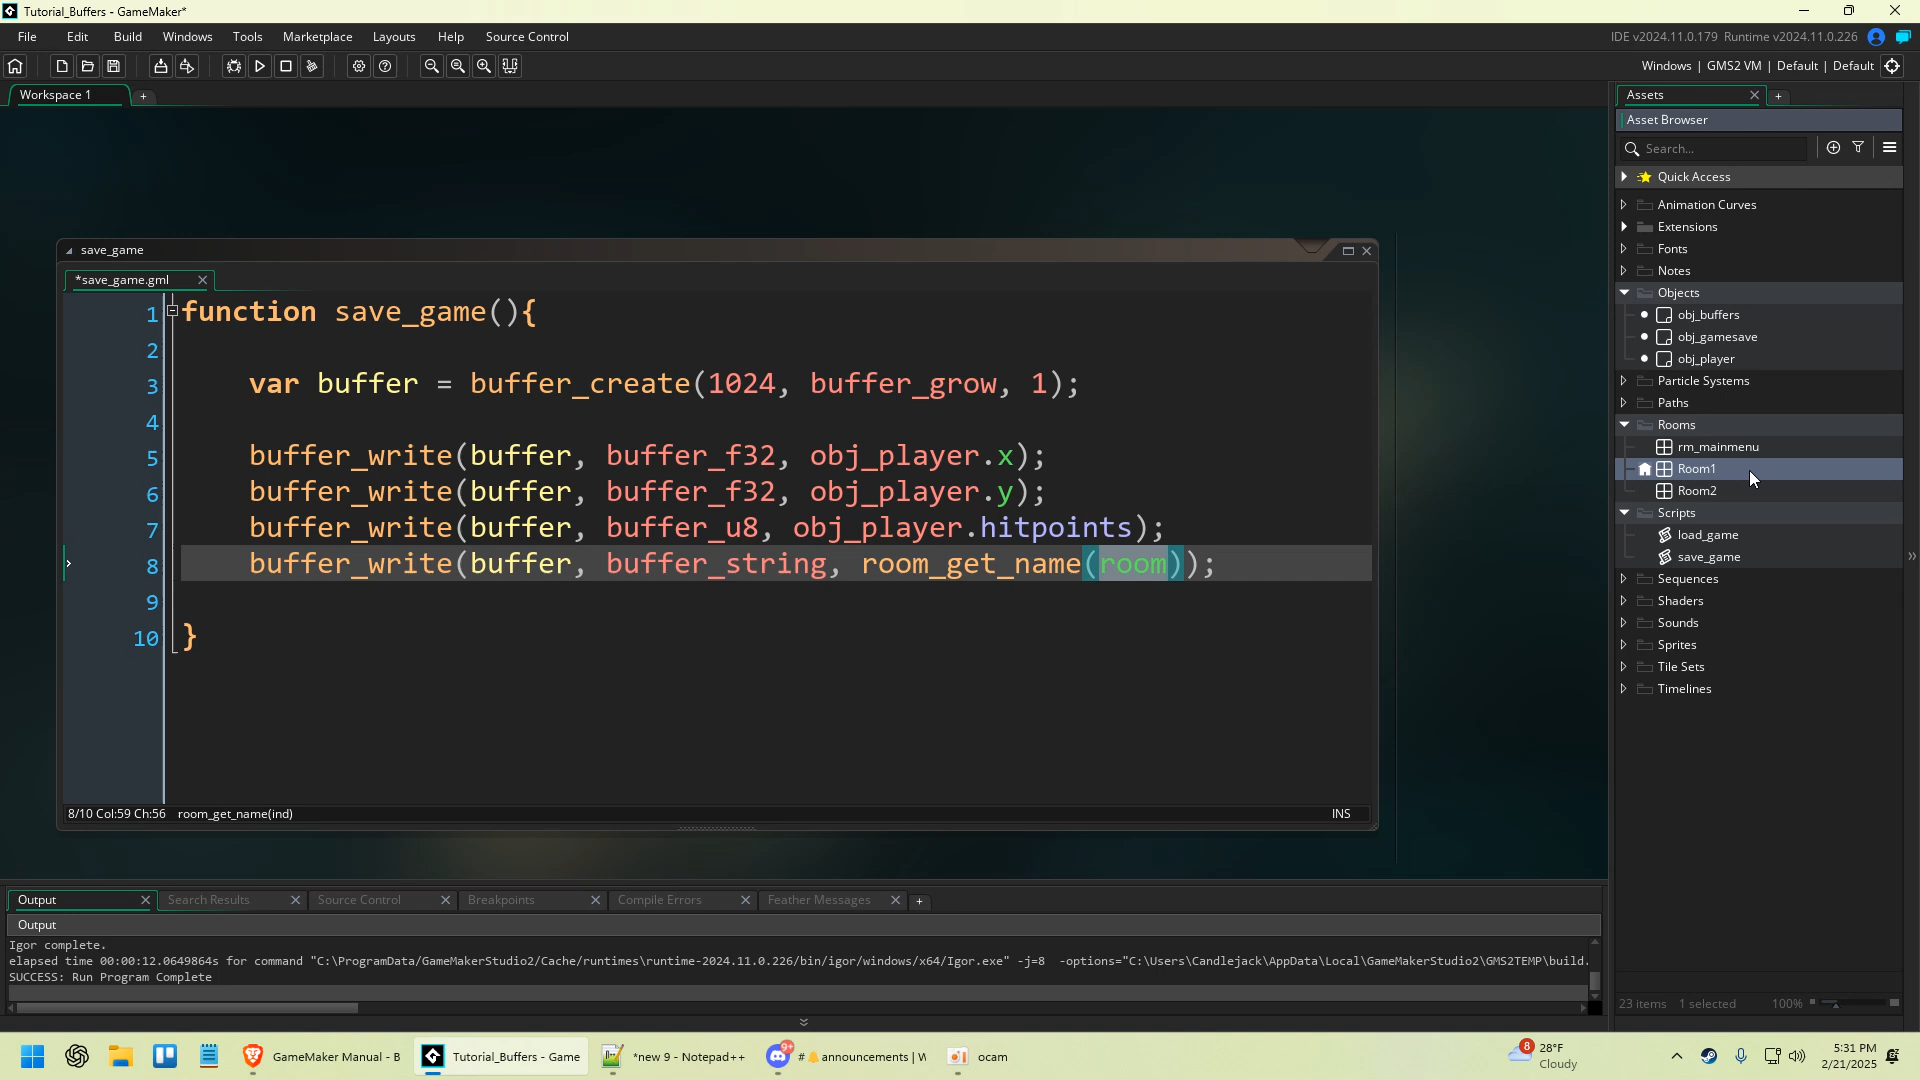 Tutorial_Buffers - GameMaker*
File Edit Build Windows Tools Marketplace Layouts Help Source Control
IDE v2024.11.0.179 Runtime v2024.11.0.226
Windows | GMS2 VM | Default | Default
Workspace 1 +
Assets
Asset Browser
Search...
Quick Access
Animation Curves
Extensions
Fonts
Notes
Objects
obj_buffers
obj_gamesave
obj_player
Particle Systems
Paths
Rooms
rm_mainmenu
Room1
Room2
Scripts
load_game
save_game
Sequences
Shaders
Sounds
Sprites
Tile Sets
Timelines
23 items 1 selected 100%
save_game
*save_game.gml
1 function save_game(){
2
3 var buffer = buffer_create(1024, buffer_grow, 1);
4
5 buffer_write(buffer, buffer_f32, obj_player.x);
6 buffer_write(buffer, buffer_f32, obj_player.y);
7 buffer_write(buffer, buffer_u8, obj_player.hitpoints);
8 buffer_write(buffer, buffer_string, room_get_name(room));
9
10 }
8/10 Col:59 Ch:56 room_get_name(ind) INS
Output Search Results Source Control Breakpoints Compile Errors Feather Messages +
Output
Igor complete.
elapsed time 00:00:12.0649864s for command "C:\ProgramData/GameMakerStudio2/Cache/runtimes\runtime-2024.11.0.226/bin/igor/windows/x64/Igor.exe" -j=8 -options="C:\Users\Candlejack\AppData\Local\GameMakerStudio2\GMS2TEMP\build.
SUCCESS: Run Program Complete
GameMaker Manual - B
Tutorial_Buffers - Game
*new 9 - Notepad++
9+
# announcements | W
ocam
8
28°F
Cloudy
5:31 PM
2/21/2025